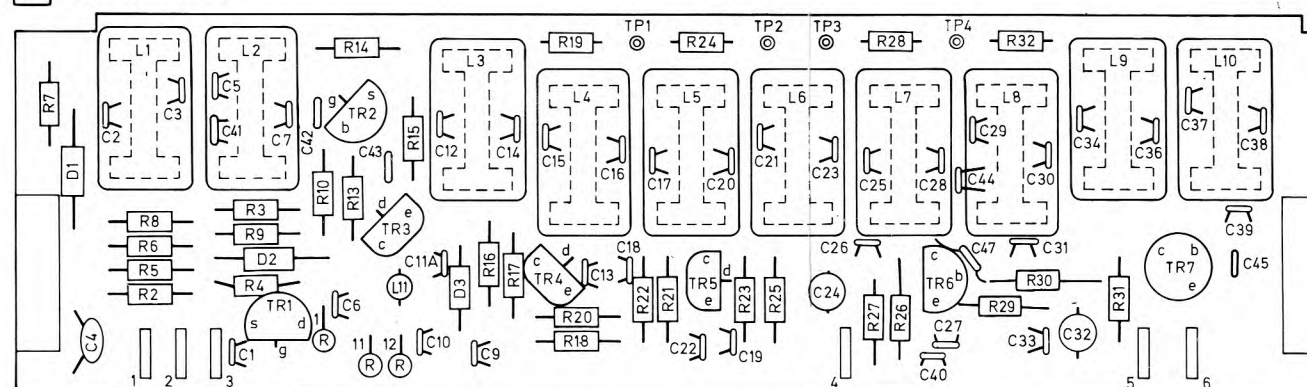 TP1 TP2 TP3 TP4
L1 L2 R14 L3 R19 R24 R28 R32 L9 L10
R7 C2 C3 C5 C41 C7 C42 g s TR2 b R15 C12 C14 L4 L5 L6 L7 L8 C34 C36 C37 C38
D1 C43 C15 C16 C17 C20 C21 C23 C25 C28 C29 C44 C30
R10 R13 d e TR3 c
R8 R3 C39
R6 R9 C11A D3 R16 R17 c d TR4 e C13 C18 C26 C47 C31
R5 D2 L11 R22 R21 c TR5 d e R23 R25 C24 c TR6 b e R30 c b TR7 e C45
R2 R4 TR1 s d g C6 1 R R20 R27 R26 R29 R31
C4 C1 11 R 12 R C10 C9 R18 C22 C19 C27 C40 C33 C32
1 2 3 4 5 6